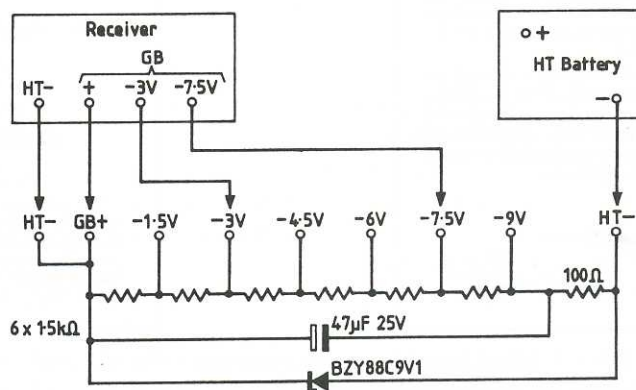 Receiver
GB
HT− + −3V −7·5V
+
HT Battery
−
HT− GB+ −1·5V −3V −4·5V −6V −7·5V −9V HT−
100Ω
6 x 1·5kΩ
47µF 25V
BZY88C9V1